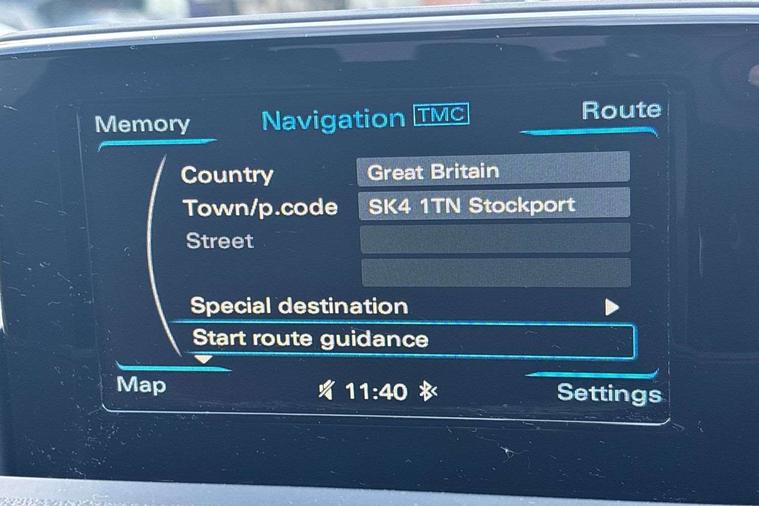 Memory
Navigation TMC
Route
Country Great Britain
Town/p.code SK4 1TN Stockport
Street
Special destination
Start route guidance
Map
11:40
Settings